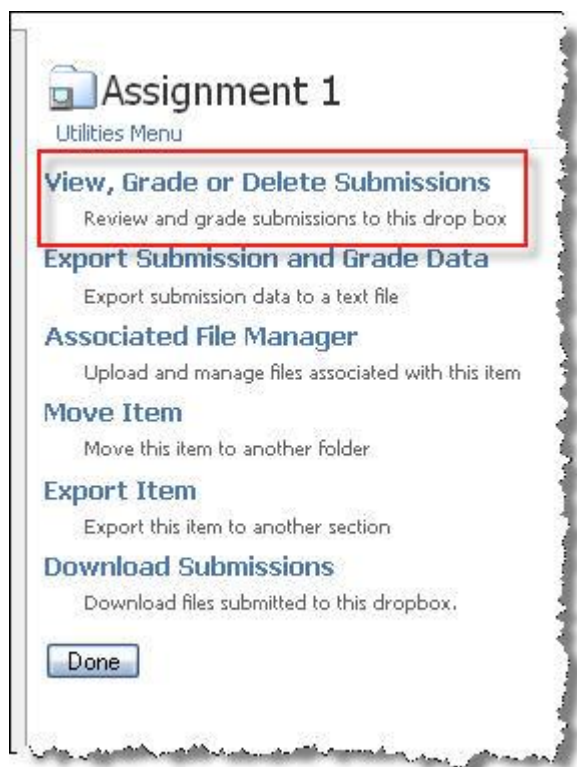 Assignment 1
Utilities Menu
View, Grade or Delete Submissions
Review and grade submissions to this drop box
Export Submission and Grade Data
Export submission data to a text file
Associated File Manager
Upload and manage files associated with this item
Move Item
Move this item to another folder
Export Item
Export this item to another section
Download Submissions
Download files submitted to this dropbox.
Done